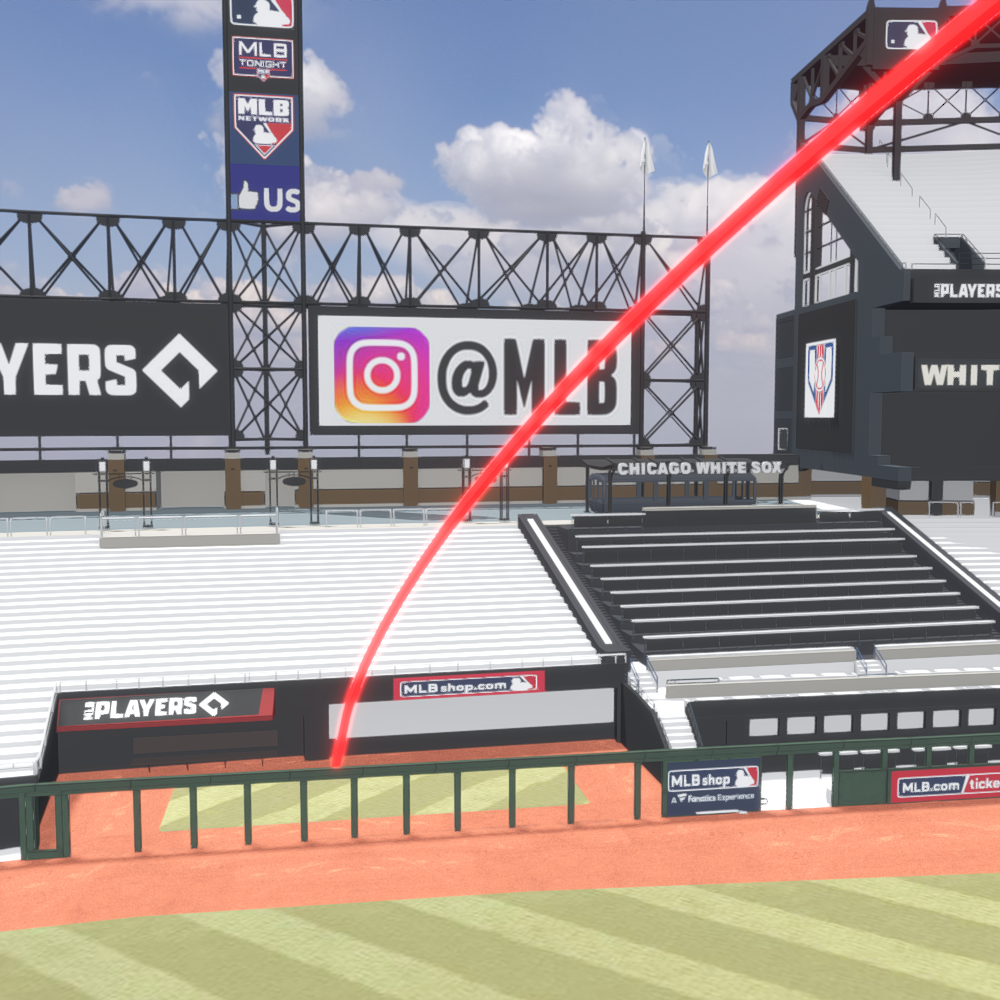 MLB
TONIGHT
MLB
NETWORK
US
YERS
@MLB
MLB PLAYERS
WHIT
CHICAGO WHITE SOX
MLBshop.com
MLB PLAYERS
MLBshop
A Fanatics Experience
MLB.com/ticke